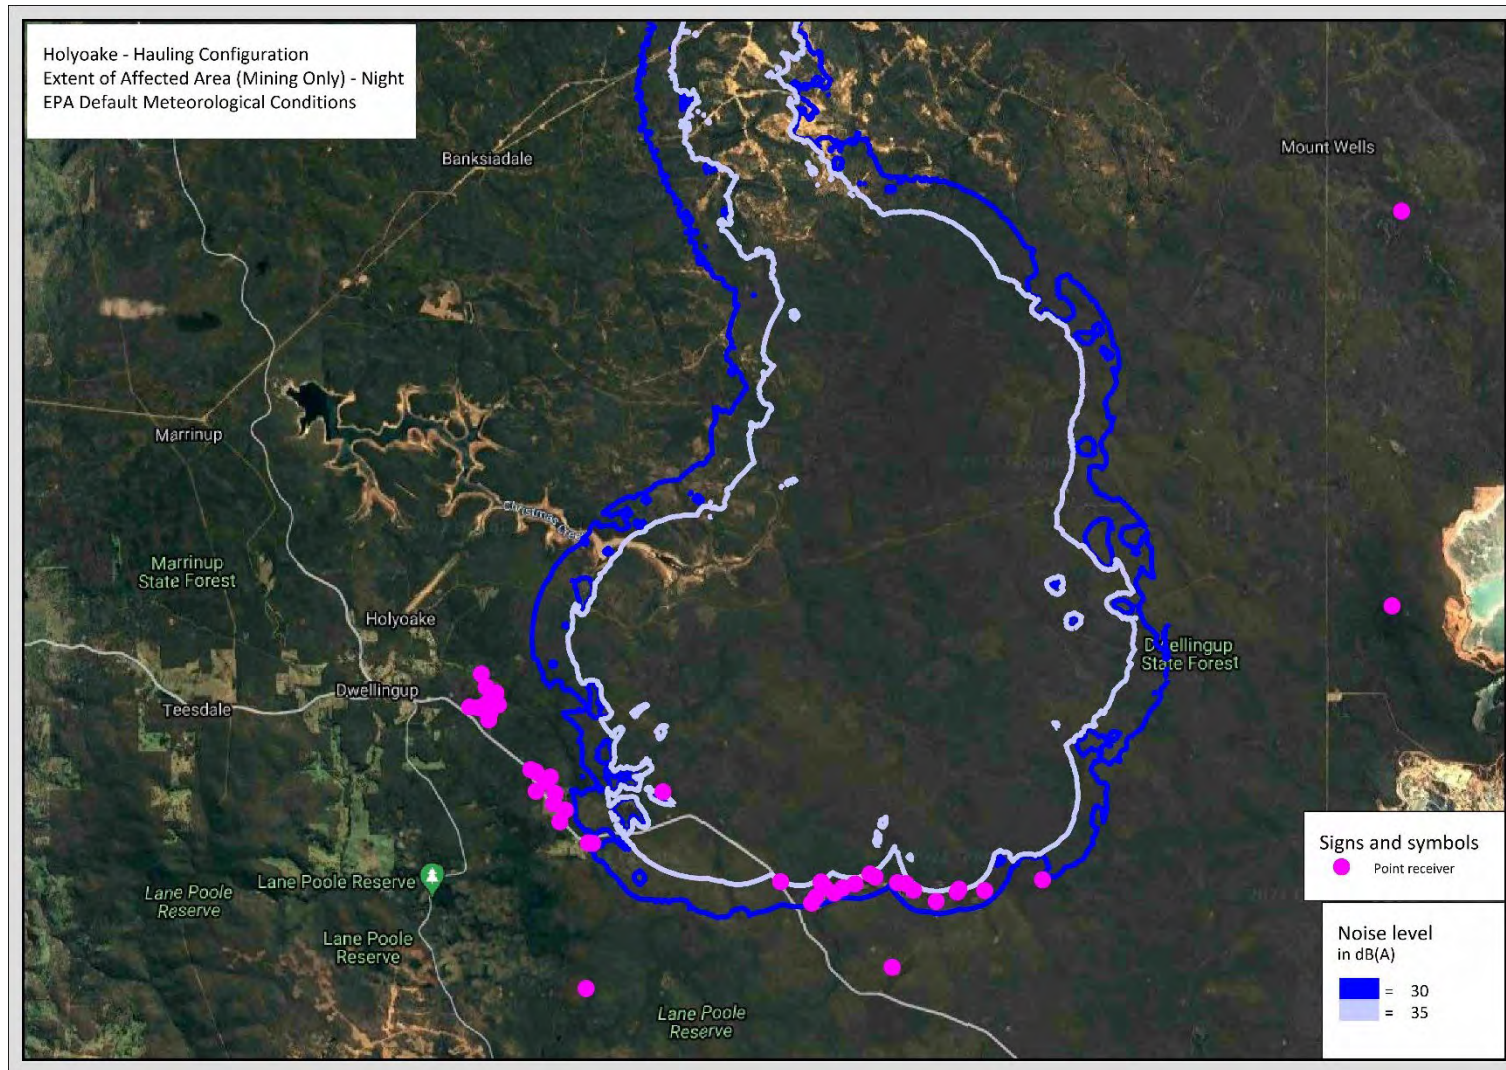 Holyoake - Hauling Configuration
Extent of Affected Area (Mining Only) - Night
EPA Default Meteorological Conditions
Banksiadale
Mount Wells
Marrinup
Christmas Creek
Marrinup
State Forest
Holyoake
Dwellingup
State Forest
Dwellingup
Teesdale
Lane Poole Reserve
Lane Poole
Reserve
Lane Poole
Reserve
Lane Poole
Reserve
Signs and symbols
Point receiver
Noise level
in dB(A)
= 30
= 35